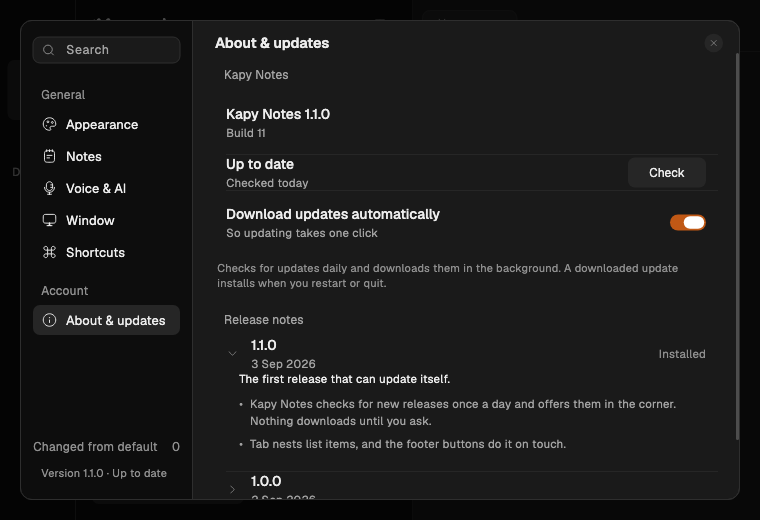 Search
General
Appearance
Notes
Voice & AI
Window
Shortcuts
Account
About & updates
Changed from default 0
Version 1.1.0 · Up to date
About & updates
Kapy Notes
Kapy Notes 1.1.0
Build 11
Up to date
Checked today
Check
Download updates automatically
So updating takes one click
Checks for updates daily and downloads them in the background. A downloaded update
installs when you restart or quit.
Release notes
1.1.0
3 Sep 2026
Installed
The first release that can update itself.
• Kapy Notes checks for new releases once a day and offers them in the corner.
Nothing downloads until you ask.
• Tab nests list items, and the footer buttons do it on touch.
1.0.0